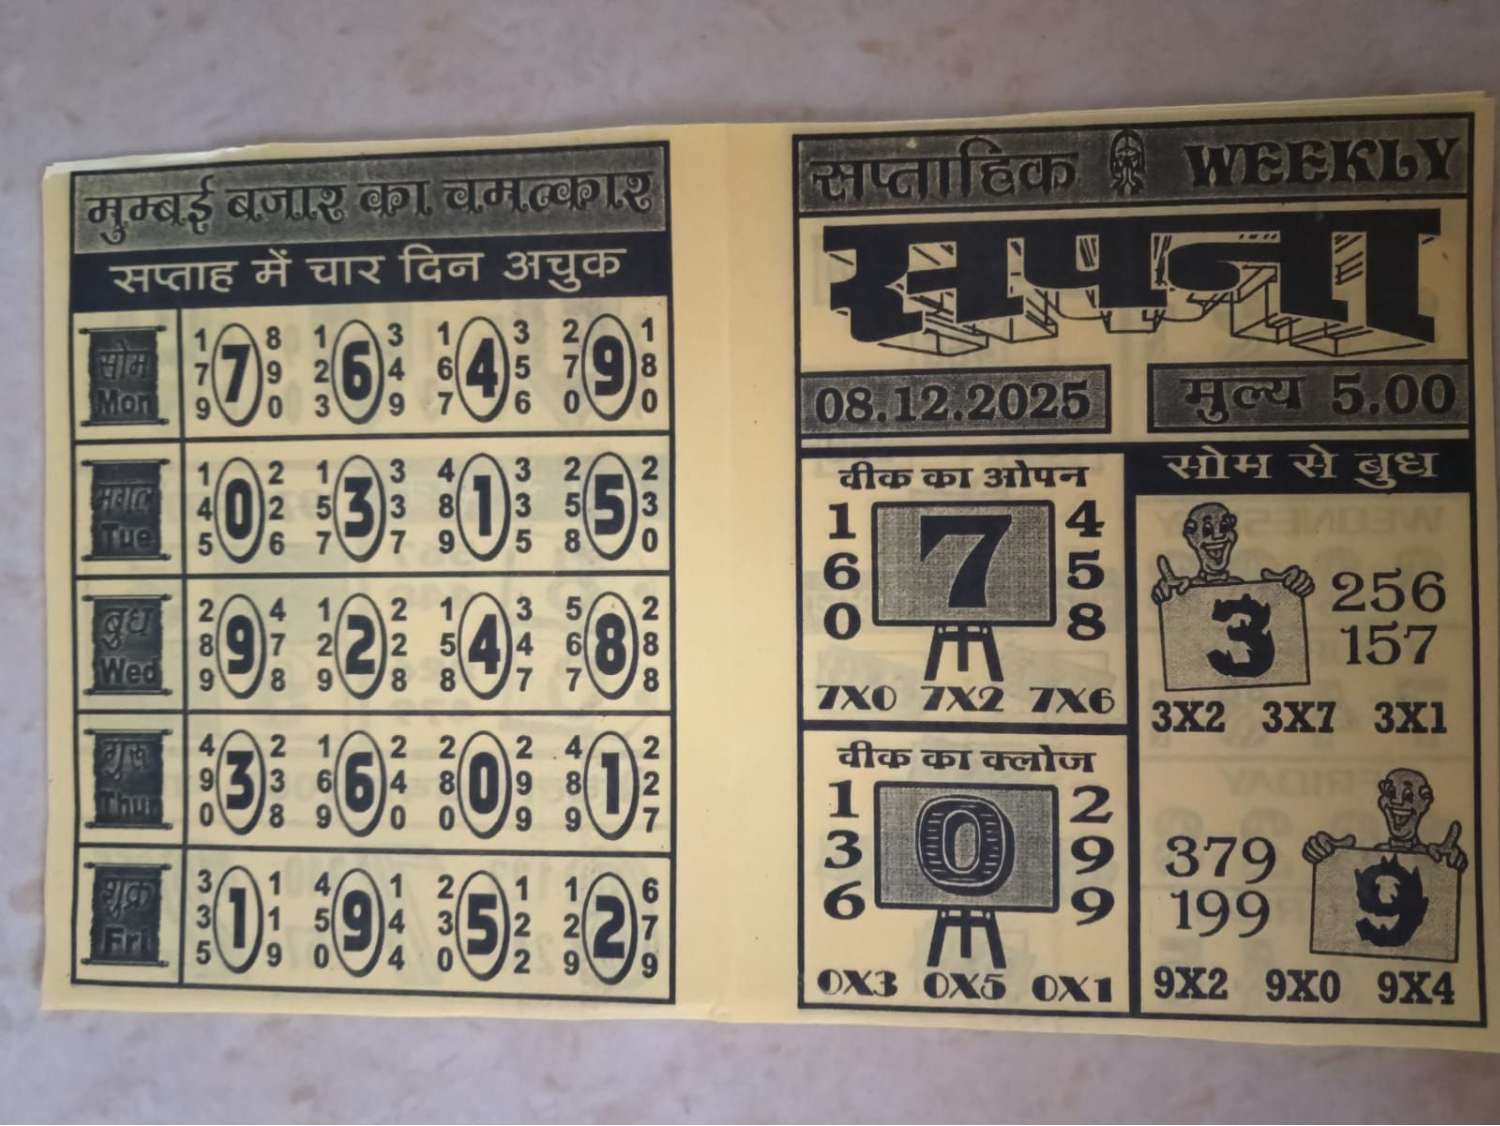 मुम्बई बजार का चमत्कार
सप्ताह में चार दिन अचुक
सोम Mon
1 7 9 7 8 9 0
1 2 3 6 3 4 9
1 6 7 4 3 5 6
2 7 0 9 1 8 0
मंगल Tue
1 4 5 0 2 2 6
1 5 7 3 3 3 7
4 8 9 1 3 3 5
2 5 8 5 2 3 0
बुध Wed
2 8 9 9 4 7 8
1 2 9 2 2 2 8
1 5 8 4 3 4 7
5 6 7 8 2 8 8
गुरू Thur
4 9 0 3 2 3 8
1 6 9 6 2 4 0
2 8 0 0 2 9 9
4 8 9 1 2 2 7
शुक्र Fri
3 3 5 1 1 1 9
4 5 0 9 1 4 4
2 3 0 5 1 2 2
1 2 9 2 6 7 9
साप्ताहिक WEEKLY
सपना
08.12.2025
मुल्य 5.00
वीक का ओपन
1 6 0 7 4 5 8
7X0 7X2 7X6
वीक का क्लोज
1 3 6 0 2 9 9
0X3 0X5 0X1
सोम से बुध
3
256
157
3X2 3X7 3X1
379
199
9
9X2 9X0 9X4